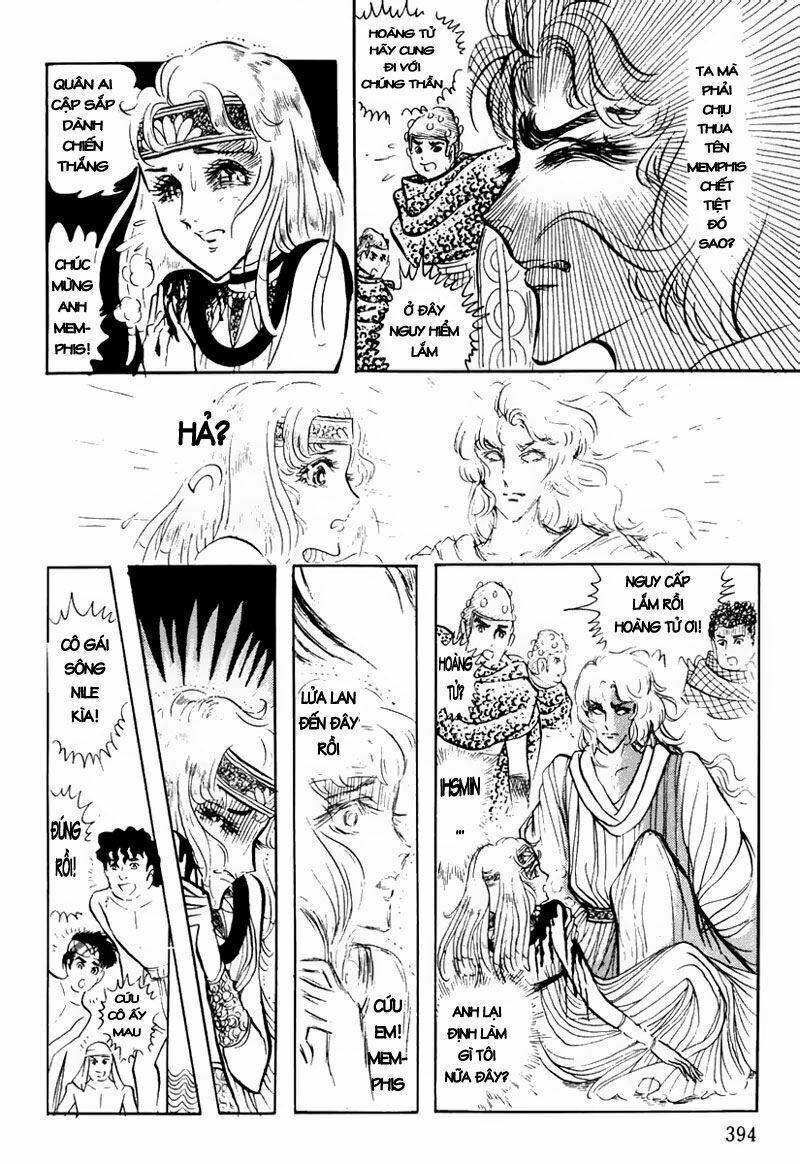 HOÀNG TỬ
HÃY CUNG
ĐI VỚI
CHÚNG THẦN
TA MÀ
PHẢI
CHỊU
THUA
TÊN
MEMPHIS
CHẾT
TIỆT
ĐÓ
SAO?
Ở ĐÂY
NGUY HIỂM
LẮM
QUÂN AI
CẬP SẮP
DÀNH
CHIẾN
THẮNG
CHÚC
MỪNG
ANH
MEM-
PHIS!
HẢ?
CÔ GÁI
SÔNG
NILE
KÌA!
ĐÚNG
RỒI!
CỨU
CÔ ẤY
MAU
LỬA LAN
ĐẾN ĐÂY
RỒI
CỨU
EM!
MEM-
PHIS
NGUY CẤP
LẮM RỒI
HOÀNG TỬ ƠI!
HOÀNG
TỬ?
IHSMIN
...
ANH LẠI
ĐỊNH LÀM
GÌ TÔI
NỮA ĐÂY?
394